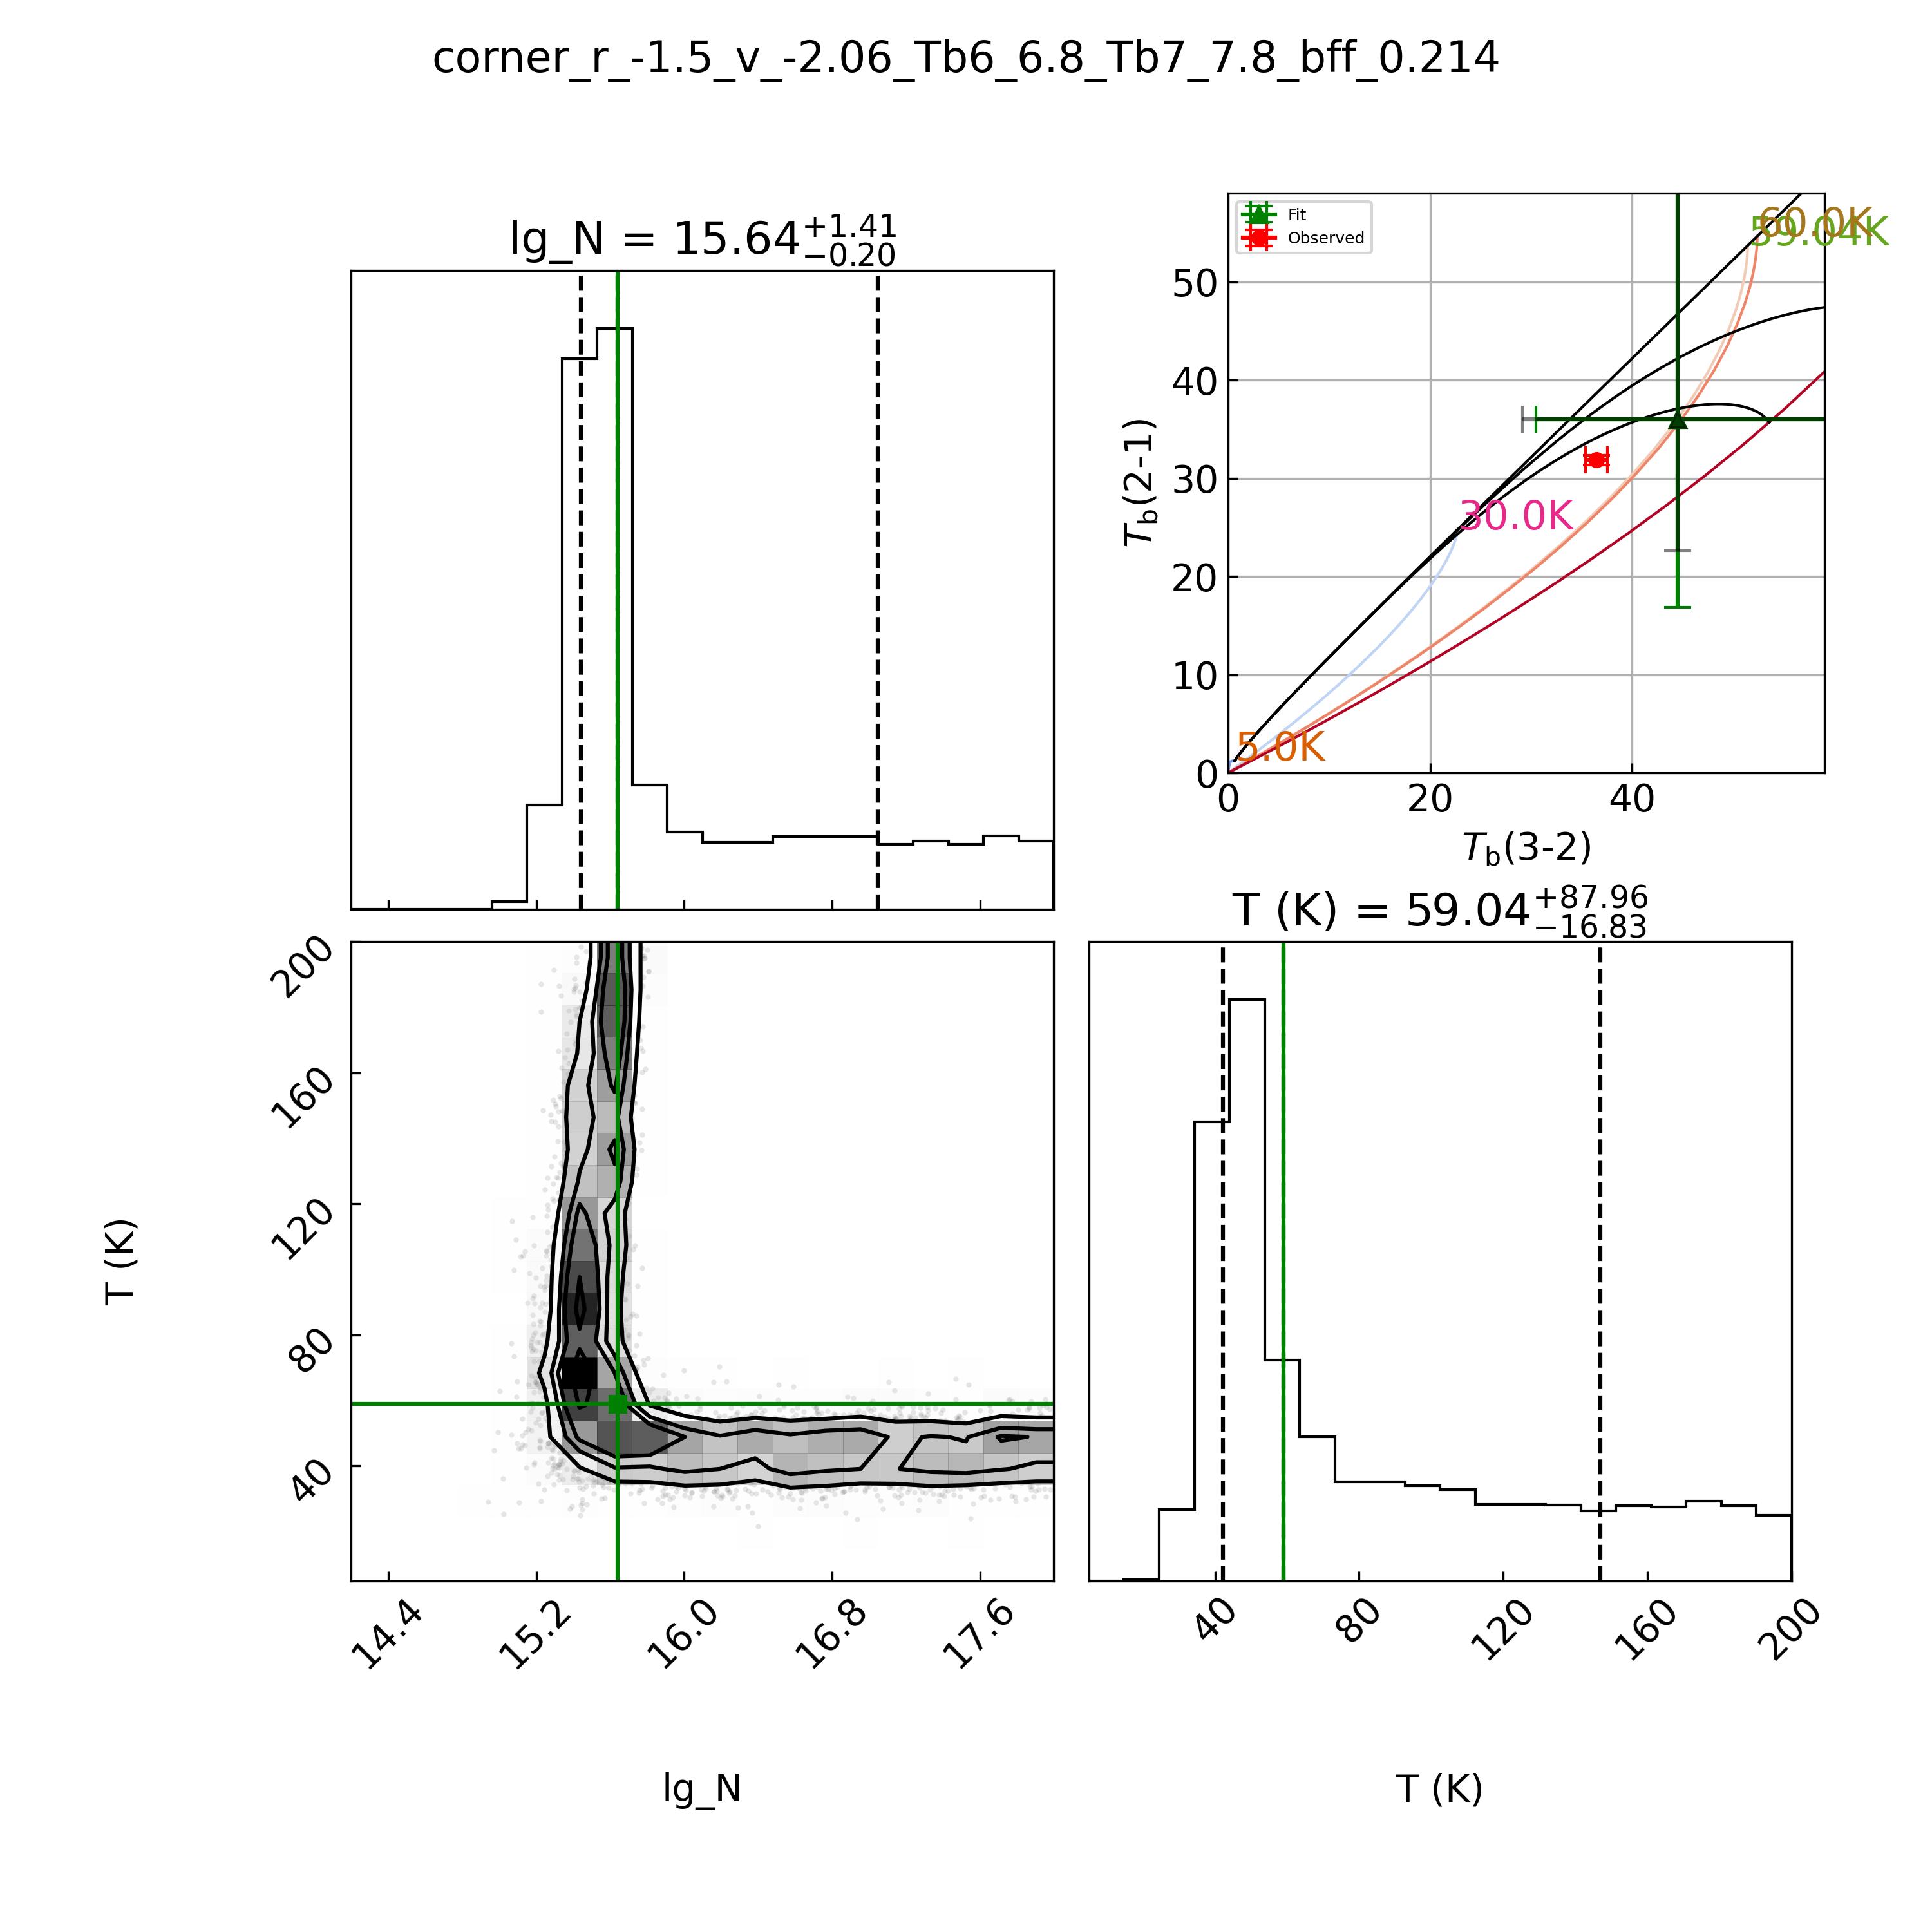 corner_r_-1.5_v_-2.06_Tb6_6.8_Tb7_7.8_bff_0.214
lg_N = 15.64 +1.41 −0.20
Fit
Observed
60.0K
59.04K
50
40
30
20
10
0
30.0K
5.0K
0 20 40
T_b(2-1)
T_b(3-2)
T (K) = 59.04 +87.96 −16.83
200
160
120
80
40
T (K)
14.4 15.2 16.0 16.8 17.6
lg_N
40 80 120 160 200
T (K)